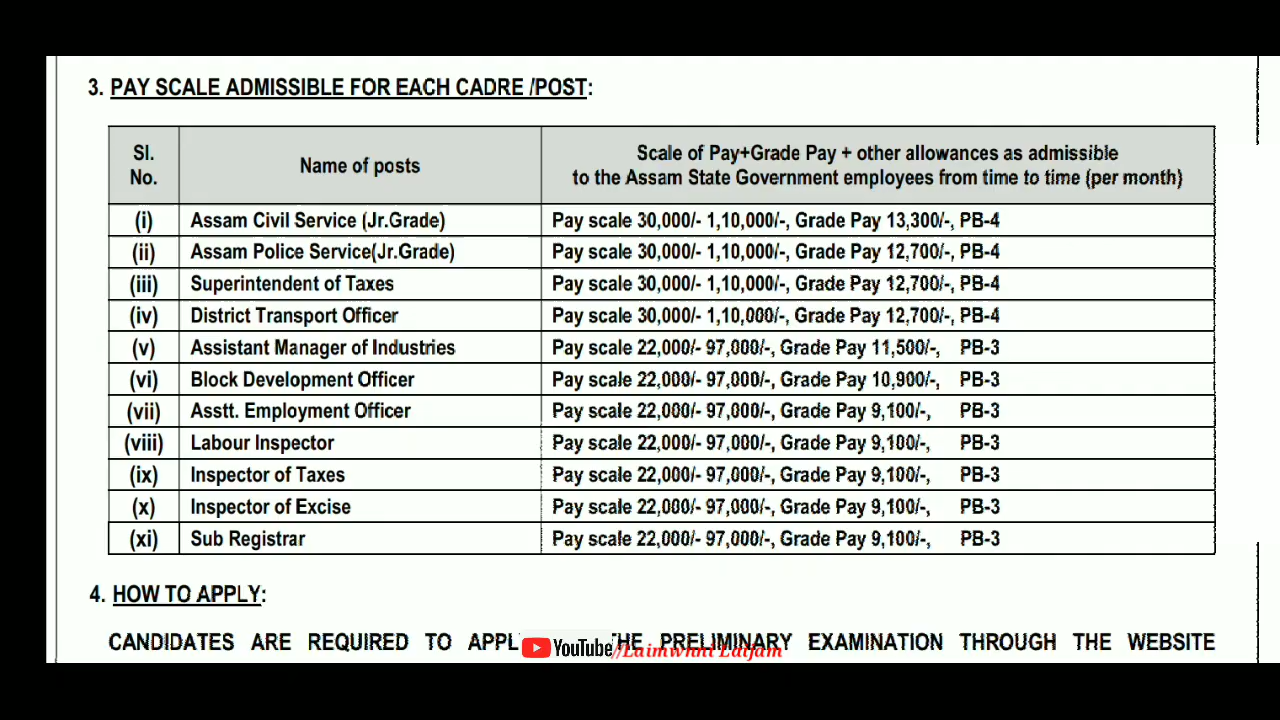 3. PAY SCALE ADMISSIBLE FOR EACH CADRE /POST:
Sl. No. Name of posts Scale of Pay+Grade Pay + other allowances as admissible to the Assam State Government employees from time to time (per month)
(i) Assam Civil Service (Jr.Grade) Pay scale 30,000/- 1,10,000/-, Grade Pay 13,300/-, PB-4
(ii) Assam Police Service(Jr.Grade) Pay scale 30,000/- 1,10,000/-, Grade Pay 12,700/-, PB-4
(iii) Superintendent of Taxes Pay scale 30,000/- 1,10,000/-, Grade Pay 12,700/-, PB-4
(iv) District Transport Officer Pay scale 30,000/- 1,10,000/-, Grade Pay 12,700/-, PB-4
(v) Assistant Manager of Industries Pay scale 22,000/- 97,000/-, Grade Pay 11,500/-, PB-3
(vi) Block Development Officer Pay scale 22,000/- 97,000/-, Grade Pay 10,900/-, PB-3
(vii) Asstt. Employment Officer Pay scale 22,000/- 97,000/-, Grade Pay 9,100/-, PB-3
(viii) Labour Inspector Pay scale 22,000/- 97,000/-, Grade Pay 9,100/-, PB-3
(ix) Inspector of Taxes Pay scale 22,000/- 97,000/-, Grade Pay 9,100/-, PB-3
(x) Inspector of Excise Pay scale 22,000/- 97,000/-, Grade Pay 9,100/-, PB-3
(xi) Sub Registrar Pay scale 22,000/- 97,000/-, Grade Pay 9,100/-, PB-3
4. HOW TO APPLY:
CANDIDATES ARE REQUIRED TO PRELIMINARY EXAMINATION THROUGH THE WEBSITE
YouTube